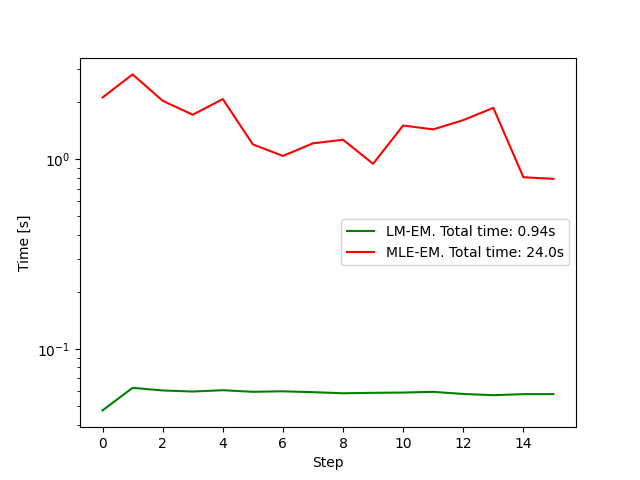 Time [s]
10⁰
10⁻¹
LM-EM. Total time: 0.94s
MLE-EM. Total time: 24.0s
0 2 4 6 8 10 12 14
Step